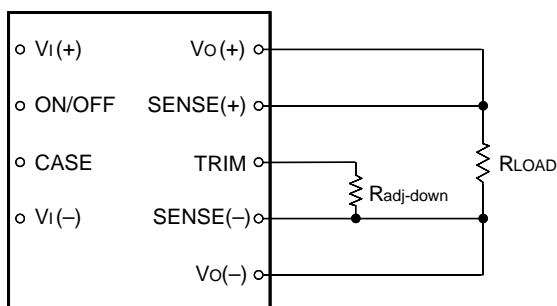 VI(+)
VO(+)
ON/OFF
SENSE(+)
CASE
TRIM
RLOAD
Radj-down
VI(–)
SENSE(–)
VO(–)